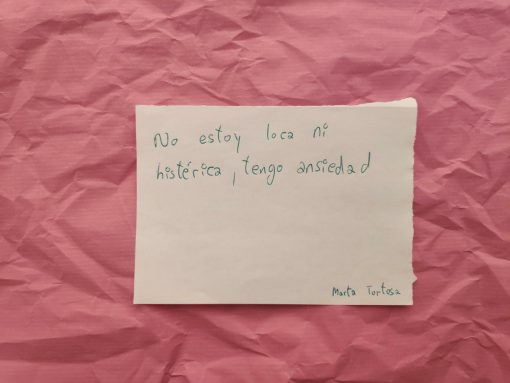 No estoy loca ni
histérica, tengo ansiedad
Marta Tortosa